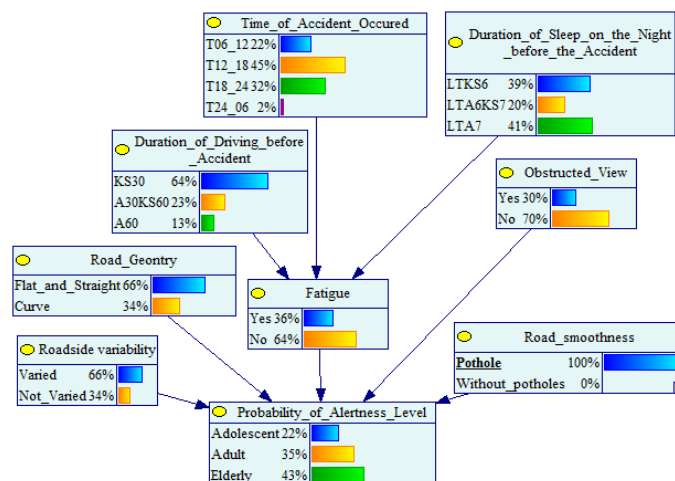 Time_of_Accident_Occured
T06_12 22%
T12_18 45%
T18_24 32%
T24_06 2%
Duration_of_Sleep_on_the_Night
_before_the_Accident
LTKS6 39%
LTA6KS7 20%
LTA7 41%
Duration_of_Driving_before
_Accident
KS30 64%
A30KS60 23%
A60 13%
Obstructed_View
Yes 30%
No 70%
Road_Geontry
Flat_and_Straight 66%
Curve 34%
Fatigue
Yes 36%
No 64%
Roadside variability
Varied 66%
Not_Varied 34%
Road_smoothness
Pothole 100%
Without_potholes 0%
Probability_of_Alertness_Level
Adolescent 22%
Adult 35%
Elderly 43%